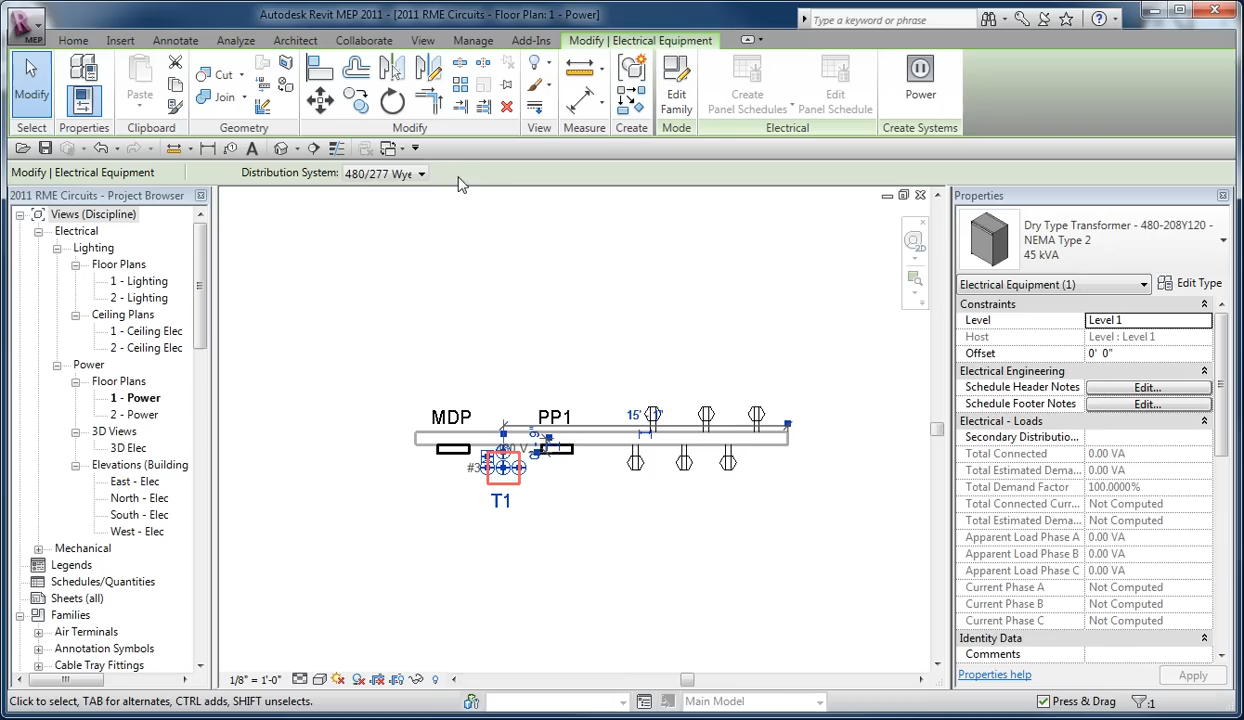 Autodesk Revit MEP 2011 - [2011 RME Circuits - Floor Plan: 1 - Power]
Type a keyword or phrase
MEP
Home Insert Annotate Analyze Architect Collaborate View Manage Add-Ins Modify | Electrical Equipment
Modify
Paste
Cut
Join
Edit Family
Create Panel Schedules
Edit Panel Schedule
Power
Select Properties Clipboard Geometry Modify View Measure Create Mode Electrical Create Systems
Modify | Electrical Equipment
Distribution System: 480/277 Wye
2011 RME Circuits - Project Browser
Views (Discipline)
Electrical
Lighting
Floor Plans
1 - Lighting
2 - Lighting
Ceiling Plans
1 - Ceiling Elec
2 - Ceiling Elec
Power
Floor Plans
1 - Power
2 - Power
3D Views
3D Elec
Elevations (Building
East - Elec
North - Elec
South - Elec
West - Elec
Mechanical
Legends
Schedules/Quantities
Sheets (all)
Families
Air Terminals
Annotation Symbols
Cable Tray Fittings
2D
MDP
PP1
15'
1'
#3
T1
1/8" = 1'-0"
Properties
Dry Type Transformer - 480-208Y120 - NEMA Type 2
45 kVA
Electrical Equipment (1)
Edit Type
Constraints
Level Level 1
Host Level : Level 1
Offset 0' 0"
Electrical Engineering
Schedule Header Notes Edit...
Schedule Footer Notes Edit...
Electrical - Loads
Secondary Distributio...
Total Connected 0.00 VA
Total Estimated Dema... 0.00 VA
Total Demand Factor 100.0000%
Total Connected Curr... Not Computed
Total Estimated Dema... Not Computed
Apparent Load Phase A 0.00 VA
Apparent Load Phase B 0.00 VA
Apparent Load Phase C 0.00 VA
Current Phase A Not Computed
Current Phase B Not Computed
Current Phase C Not Computed
Identity Data
Comments
Properties help
Apply
Click to select, TAB for alternates, CTRL adds, SHIFT unselects.
Main Model
Press & Drag
:1